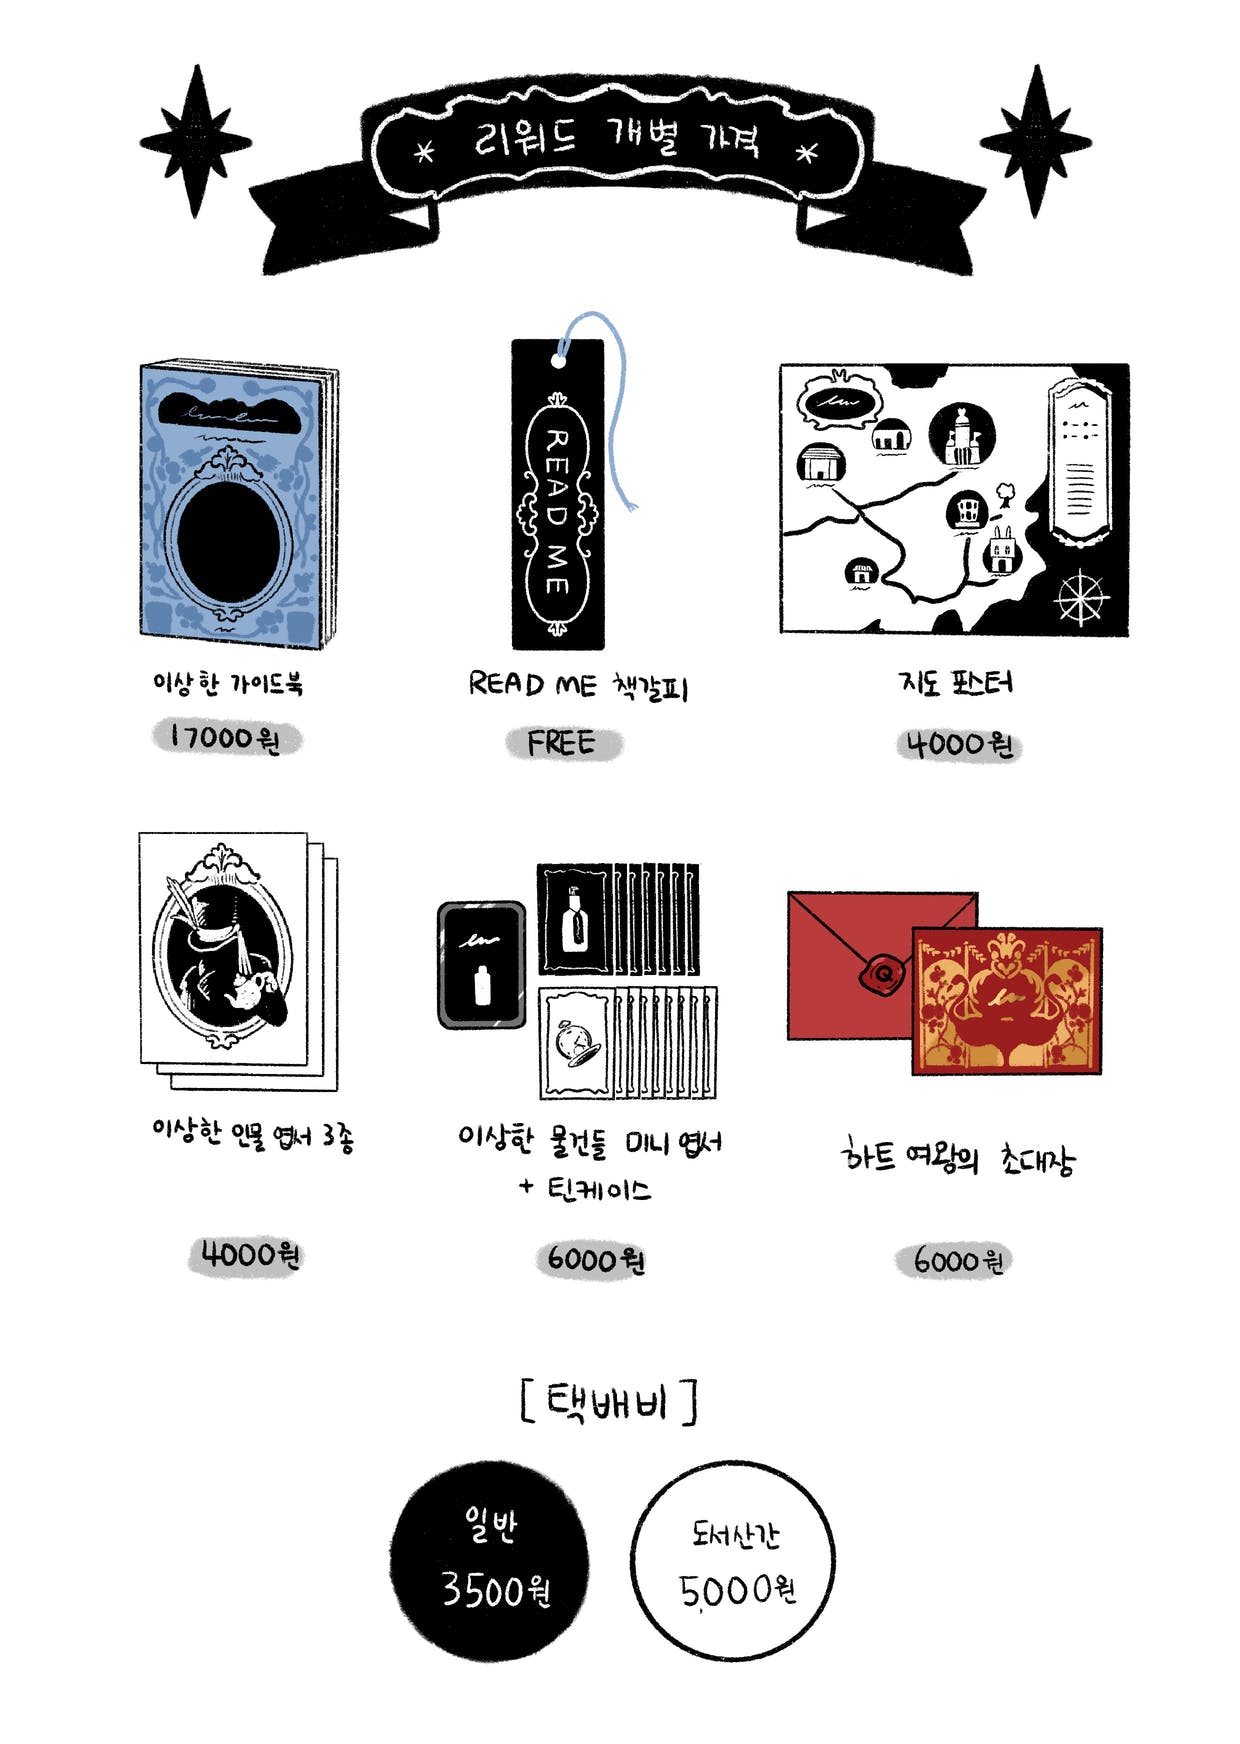 리워드 개별 가격
READ ME
이상한 가이드북
17000원
READ ME 책갈피
FREE
지도 포스터
4000원
Q
이상한 인물 엽서 3종
4000원
이상한 물건들 미니 엽서
+ 틴케이스
6000원
하트 여왕의 초대장
6000원
[ 택배비 ]
일반
3500원
도서산간
5,000원